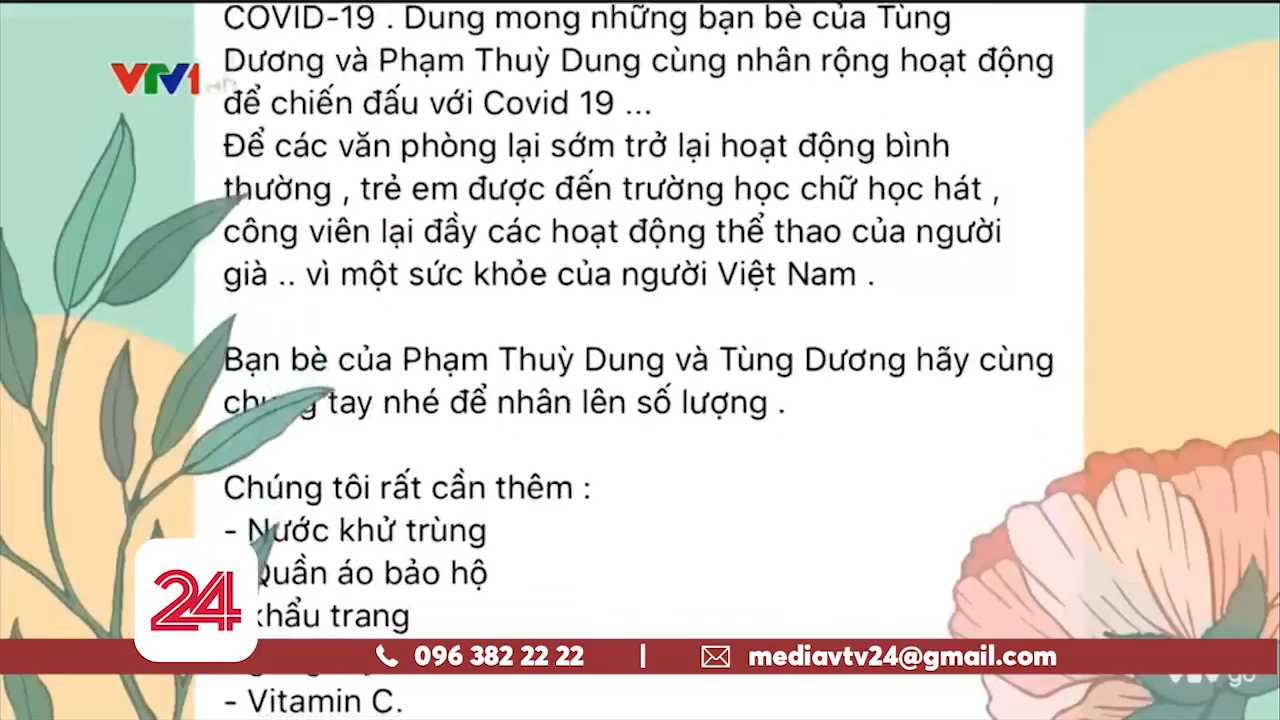 COVID-19 . Dung mong những bạn bè của Tùng
VTV1
Dương và Phạm Thuỳ Dung cùng nhân rộng hoạt động
để chiến đấu với Covid 19 ...
Để các văn phòng lại sớm trở lại hoạt động bình
thường , trẻ em được đến trường học chữ học hát ,
công viên lại đầy các hoạt động thể thao của người
già .. vì một sức khỏe của người Việt Nam .
Bạn bè của Phạm Thuỳ Dung và Tùng Dương hãy cùng
chung tay nhé để nhân lên số lượng .
Chúng tôi rất cần thêm :
- Nước khử trùng
Quần áo bảo hộ
khẩu trang
24
096 382 22 22 | mediavtv24@gmail.com
VTV go
- Vitamin C.